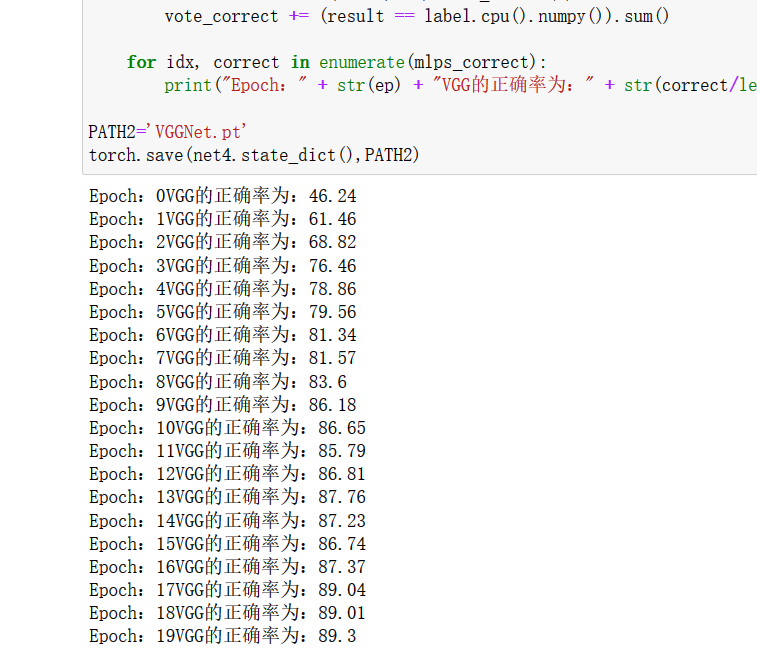 vote_correct += (result == label.cpu().numpy()).sum()
for idx, correct in enumerate(mlps_correct):
print("Epoch：" + str(ep) + "VGG的正确率为：" + str(correct/le
PATH2='VGGNet.pt'
torch.save(net4.state_dict(),PATH2)
Epoch：0VGG的正确率为：46.24
Epoch：1VGG的正确率为：61.46
Epoch：2VGG的正确率为：68.82
Epoch：3VGG的正确率为：76.46
Epoch：4VGG的正确率为：78.86
Epoch：5VGG的正确率为：79.56
Epoch：6VGG的正确率为：81.34
Epoch：7VGG的正确率为：81.57
Epoch：8VGG的正确率为：83.6
Epoch：9VGG的正确率为：86.18
Epoch：10VGG的正确率为：86.65
Epoch：11VGG的正确率为：85.79
Epoch：12VGG的正确率为：86.81
Epoch：13VGG的正确率为：87.76
Epoch：14VGG的正确率为：87.23
Epoch：15VGG的正确率为：86.74
Epoch：16VGG的正确率为：87.37
Epoch：17VGG的正确率为：89.04
Epoch：18VGG的正确率为：89.01
Epoch：19VGG的正确率为：89.3